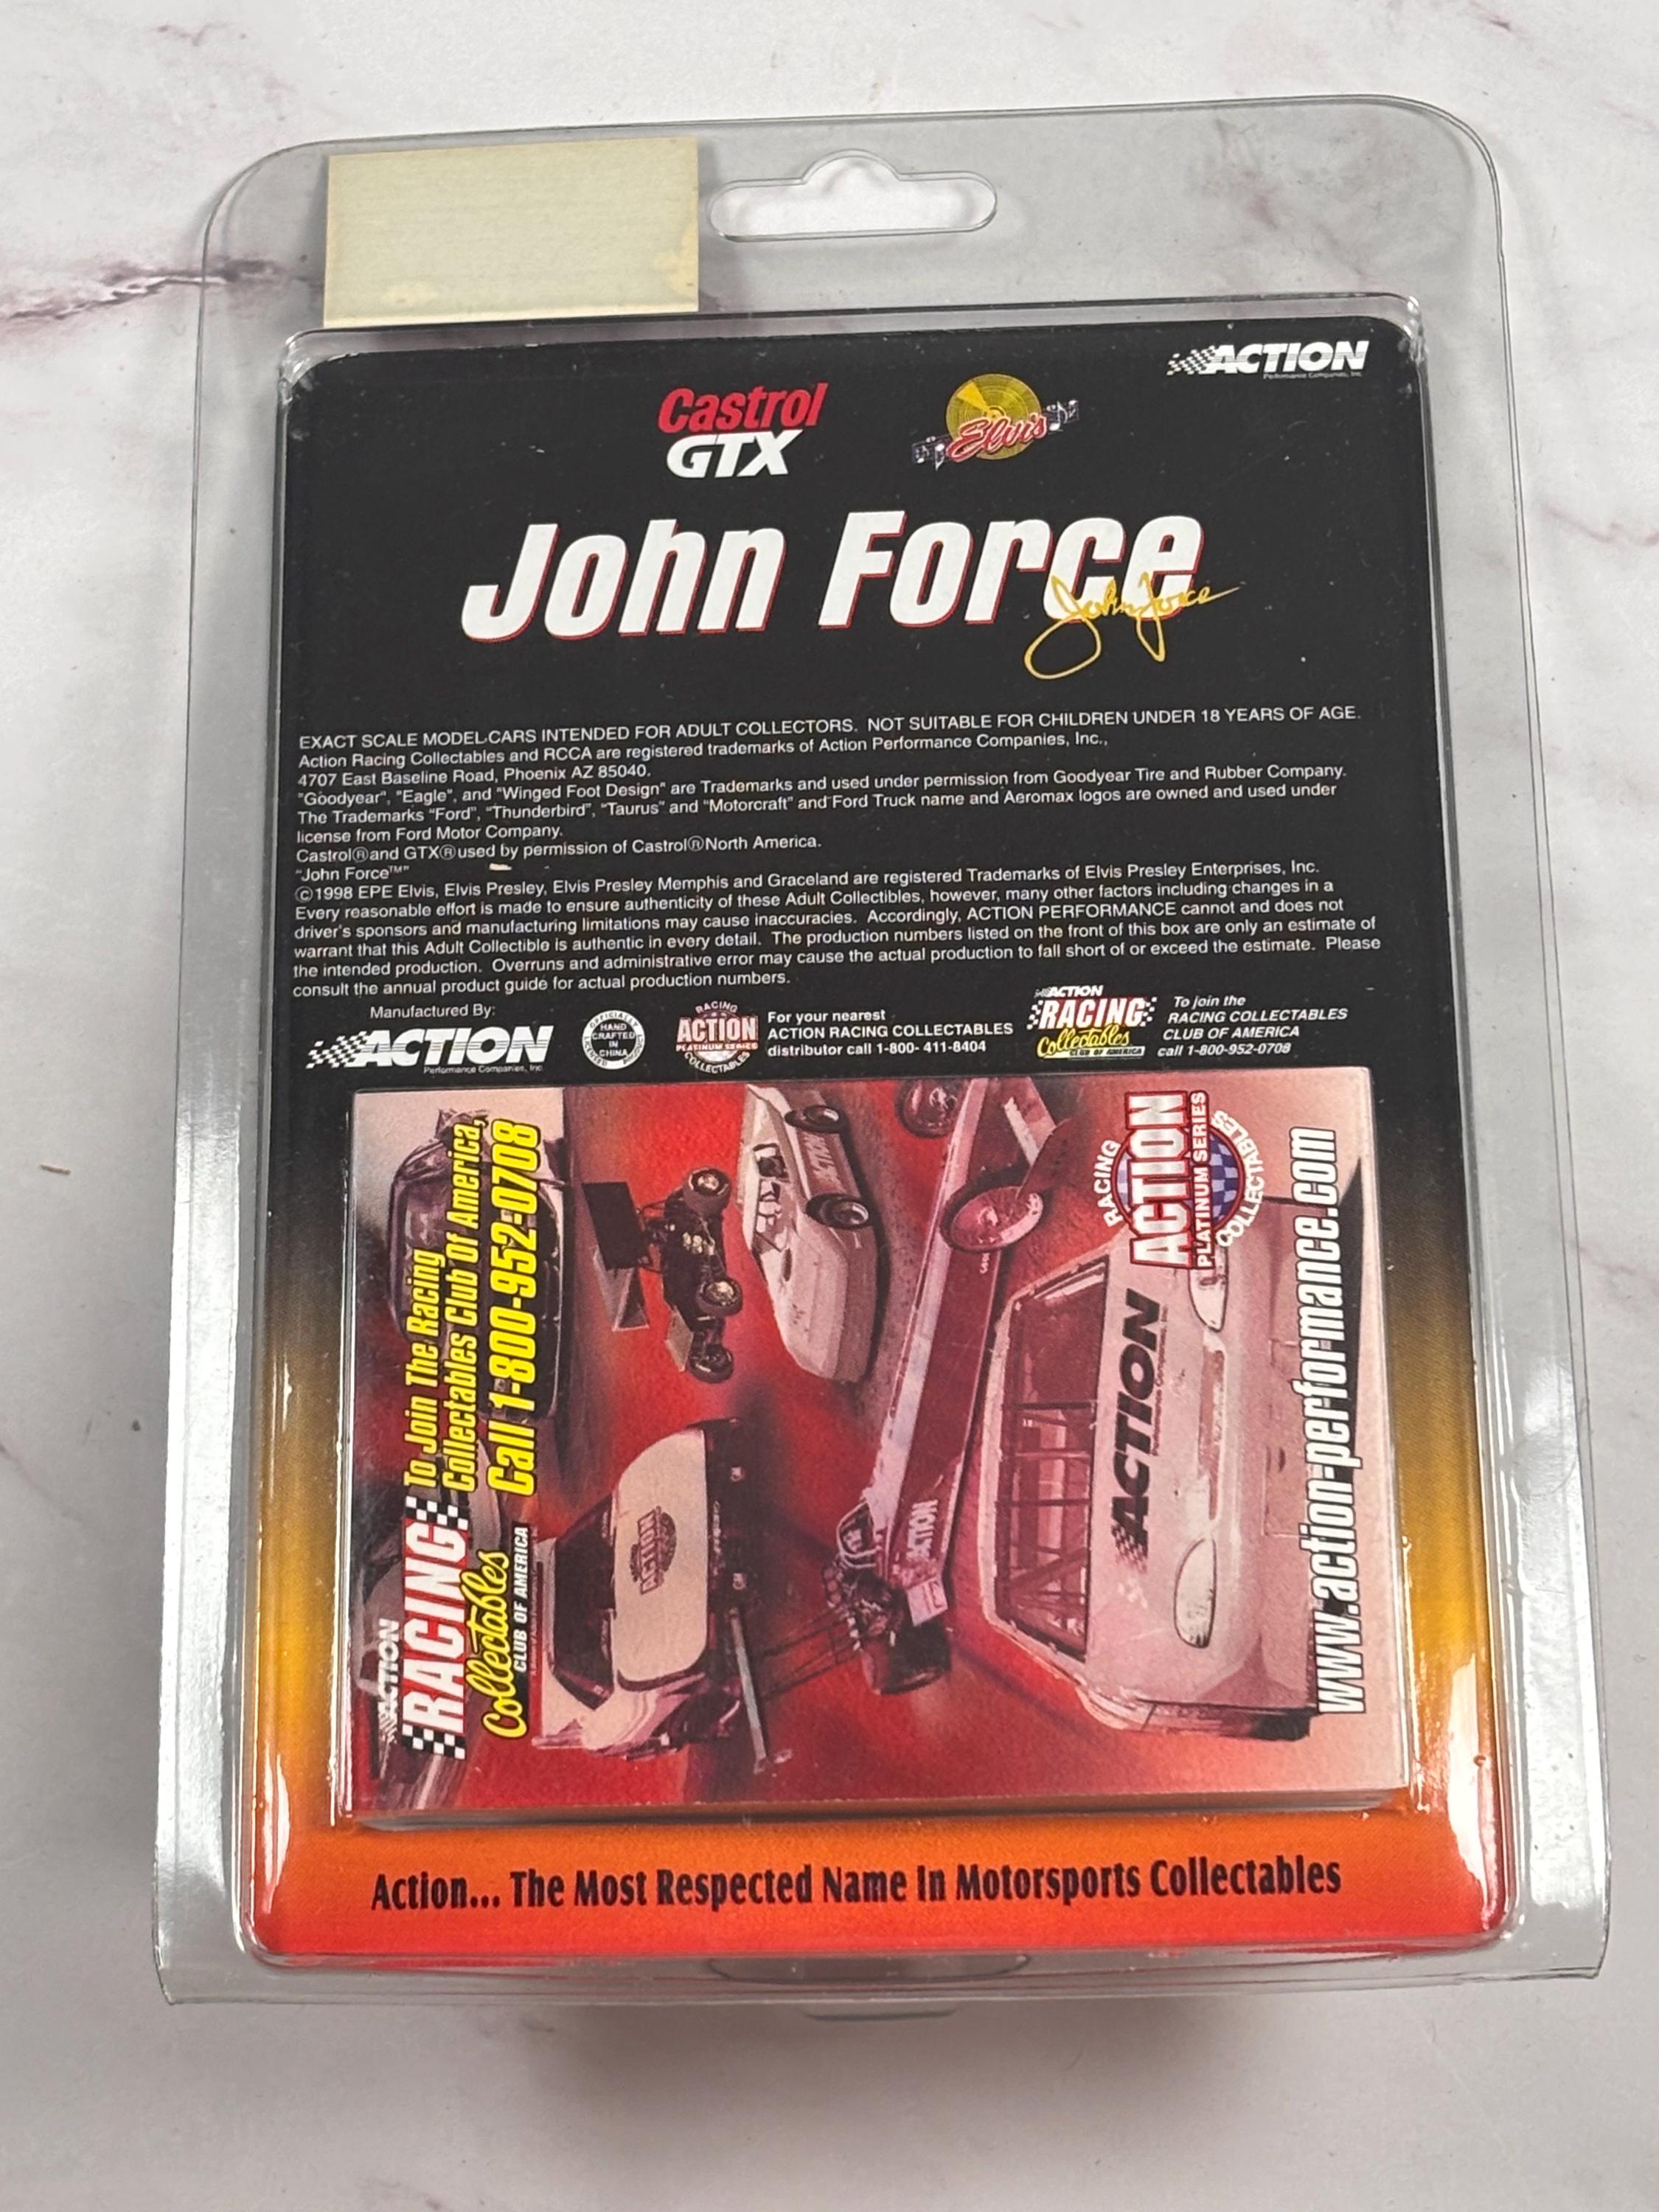 ACTION
Performance Companies, Inc.
Castrol
GTX
Elvis
John Force
John Force
EXACT SCALE MODEL CARS INTENDED FOR ADULT COLLECTORS. NOT SUITABLE FOR CHILDREN UNDER 18 YEARS OF AGE.
Action Racing Collectables and RCCA are registered trademarks of Action Performance Companies, Inc.,
4707 East Baseline Road, Phoenix AZ 85040.
"Goodyear", "Eagle", and "Winged Foot Design" are Trademarks and used under permission from Goodyear Tire and Rubber Company.
The Trademarks "Ford", "Thunderbird", "Taurus" and "Motorcraft" and Ford Truck name and Aeromax logos are owned and used under
license from Ford Motor Company.
Castrol® and GTX® used by permission of Castrol® North America.
"John Force™"
©1998 EPE Elvis, Elvis Presley, Elvis Presley Memphis and Graceland are registered Trademarks of Elvis Presley Enterprises, Inc.
Every reasonable effort is made to ensure authenticity of these Adult Collectibles, however, many other factors including changes in a
driver's sponsors and manufacturing limitations may cause inaccuracies. Accordingly, ACTION PERFORMANCE cannot and does not
warrant that this Adult Collectible is authentic in every detail. The production numbers listed on the front of this box are only an estimate of
the intended production. Overruns and administrative error may cause the actual production to fall short of or exceed the estimate. Please
consult the annual product guide for actual production numbers.
Manufactured By:
ACTION
Performance Companies, Inc.
OFFICIALLY LICENSED PRODUCT
HAND
CRAFTED
IN
CHINA
RACING
ACTION
PLATINUM SERIES
COLLECTABLES
For your nearest
ACTION RACING COLLECTABLES
distributor call 1-800- 411-8404
ACTION
RACING
Collectables
CLUB OF AMERICA
To join the
RACING COLLECTABLES
CLUB OF AMERICA
call 1-800-952-0708
ACTION
RACING
Collectables
CLUB OF AMERICA
To Join The Racing
Collectables Club Of America,
Call 1-800-952-0708
ACTION
ACTION
ACTION
RACING
ACTION
PLATINUM SERIES
COLLECTABLES
www.action-performance.com
Action... The Most Respected Name In Motorsports Collectables